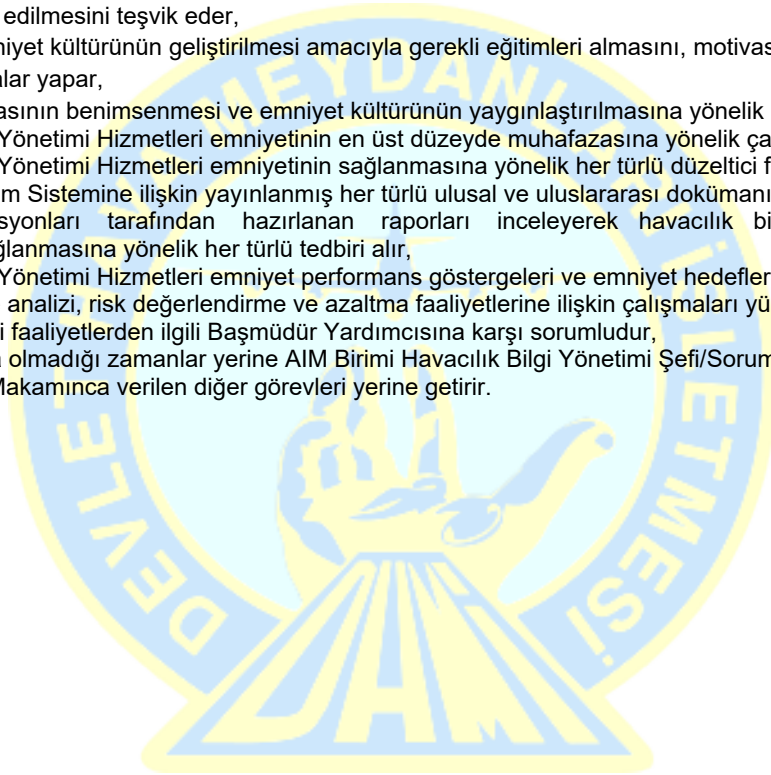 edilmesini teşvik eder,
niyet kültürünün geliştirilmesi amacıyla gerekli eğitimleri almasını, motivas
alar yapar,
asının benimsenmesi ve emniyet kültürünün yaygınlaştırılmasına yönelik
Yönetimi Hizmetleri emniyetinin en üst düzeyde muhafazasına yönelik ça
Yönetimi Hizmetleri emniyetinin sağlanmasına yönelik her türlü düzeltici f
m Sistemine ilişkin yayınlanmış her türlü ulusal ve uluslararası dokümanı
syonları tarafından hazırlanan raporları inceleyerek havacılık bi
ğlanmasına yönelik her türlü tedbiri alır,
Yönetimi Hizmetleri emniyet performans göstergeleri ve emniyet hedefler
analizi, risk değerlendirme ve azaltma faaliyetlerine ilişkin çalışmaları yü
i faaliyetlerden ilgili Başmüdür Yardımcısına karşı sorumludur,
a olmadığı zamanlar yerine AIM Birimi Havacılık Bilgi Yönetimi Şefi/Sorum
Makamınca verilen diğer görevleri yerine getirir.
DEVLET HAVA MEYDANLARI İŞLETMESİ
DHMİ